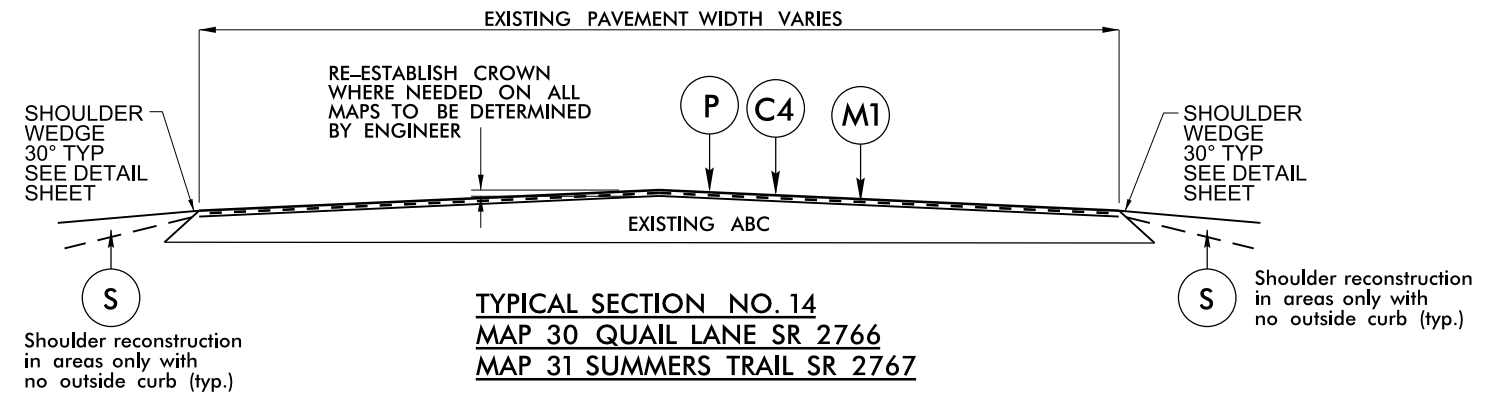 EXISTING PAVEMENT WIDTH VARIES
RE-ESTABLISH CROWN
WHERE NEEDED ON ALL
MAPS TO BE DETERMINED
BY ENGINEER
P
C4
M1
SHOULDER
WEDGE
30° TYP
SEE DETAIL
SHEET
SHOULDER
WEDGE
30° TYP
SEE DETAIL
SHEET
EXISTING ABC
S
Shoulder reconstruction
in areas only with
no outside curb (typ.)
S
Shoulder reconstruction
in areas only with
no outside curb (typ.)
TYPICAL SECTION NO. 14
MAP 30 QUAIL LANE SR 2766
MAP 31 SUMMERS TRAIL SR 2767